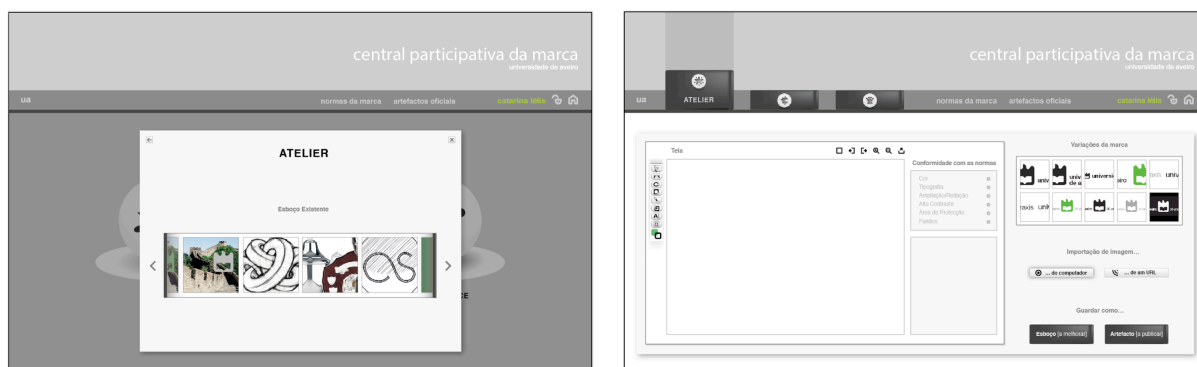 central participativa da marca
universidade de aveiro
ua
normas da marca artefactos oficiais catarina lélis
ATELIER
Esboço Existente
CE
central participativa da marca
universidade de aveiro
ua ATELIER normas da marca artefactos oficiais catarina lélis
Tela
Conformidade com as normas
Cor
Tipografia
Ampliação/Redução
Alto-Contraste
Área de Protecção
Fundos
Variações da marca
Importação de imagem...
... do computador ... de um URL
Guardar como...
Esboço [a melhorar] Artefacto [a publicar]